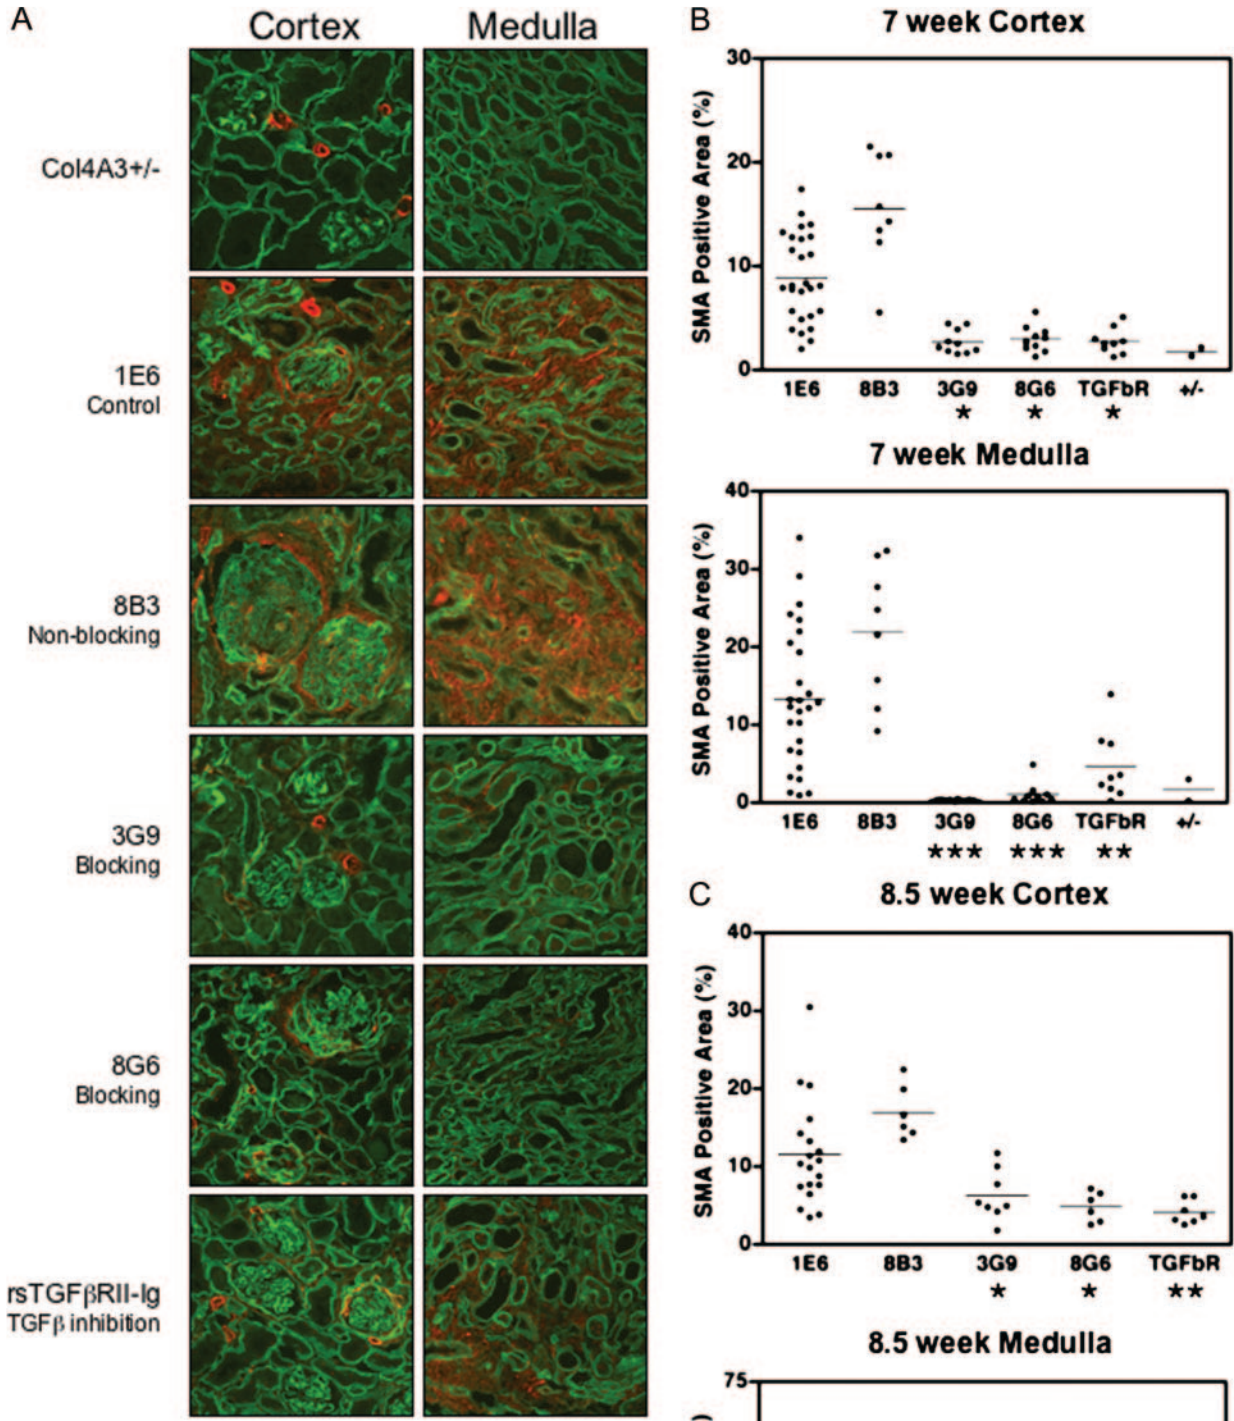 A
Cortex Medulla
Col4A3+/-
1E6
Control
8B3
Non-blocking
3G9
Blocking
8G6
Blocking
rsTGFβRII-Ig
TGFβ inhibition
B
7 week Cortex
SMA Positive Area (%)
30
20
10
0
1E6 8B3 3G9 8G6 TGFbR +/-
* * *
7 week Medulla
SMA Positive Area (%)
40
30
20
10
0
1E6 8B3 3G9 8G6 TGFbR +/-
*** *** **
C
8.5 week Cortex
SMA Positive Area (%)
40
30
20
10
0
1E6 8B3 3G9 8G6 TGFbR
* * **
8.5 week Medulla
75
)